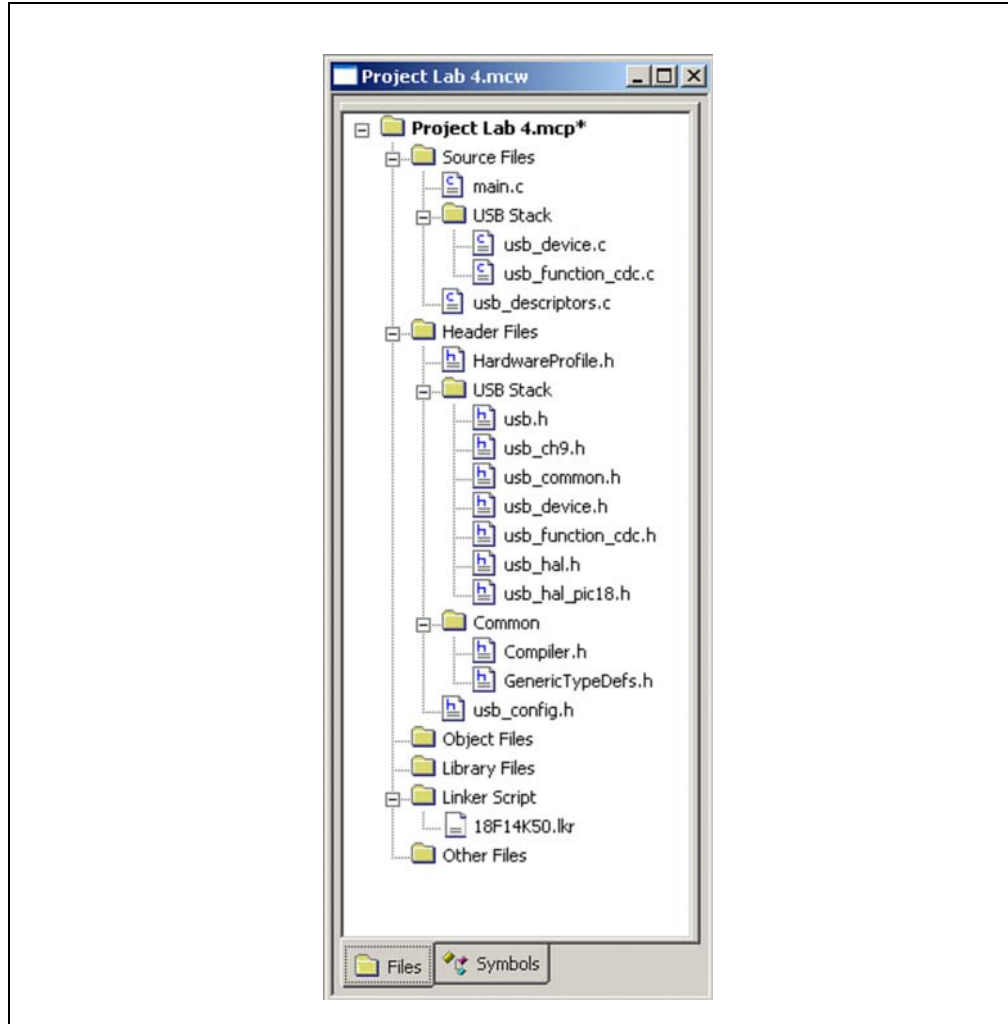 Project Lab 4.mcw
Project Lab 4.mcp*
Source Files
main.c
USB Stack
usb_device.c
usb_function_cdc.c
usb_descriptors.c
Header Files
HardwareProfile.h
USB Stack
usb.h
usb_ch9.h
usb_common.h
usb_device.h
usb_function_cdc.h
usb_hal.h
usb_hal_pic18.h
Common
Compiler.h
GenericTypeDefs.h
usb_config.h
Object Files
Library Files
Linker Script
18F14K50.lkr
Other Files
Files Symbols